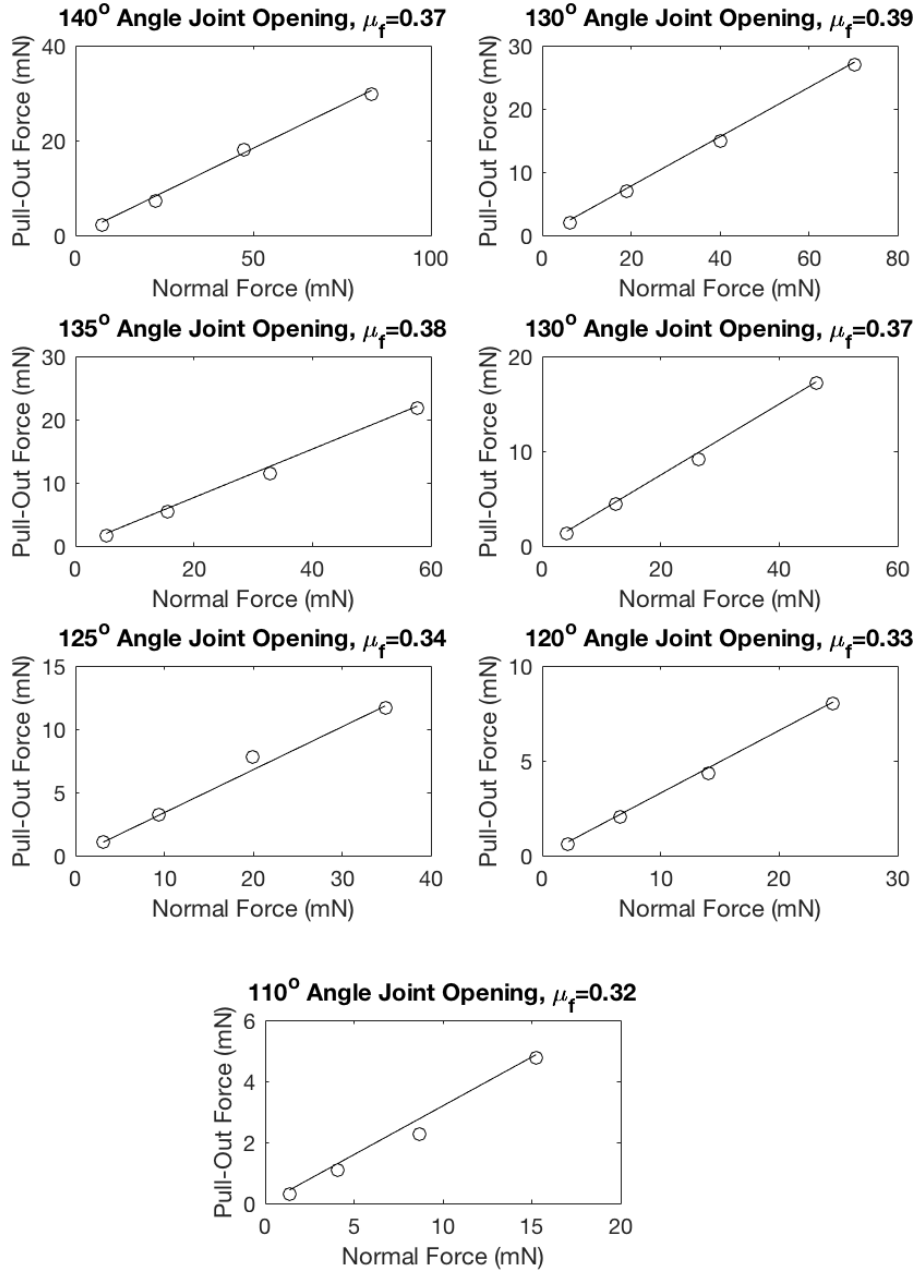 140° Angle Joint Opening, μf=0.37
Pull-Out Force (mN)
40
20
0
0 50 100
Normal Force (mN)
130° Angle Joint Opening, μf=0.39
Pull-Out Force (mN)
30
20
10
0
0 20 40 60 80
Normal Force (mN)
135° Angle Joint Opening, μf=0.38
Pull-Out Force (mN)
30
20
10
0
0 20 40 60
Normal Force (mN)
130° Angle Joint Opening, μf=0.37
Pull-Out Force (mN)
20
10
0
0 20 40 60
Normal Force (mN)
125° Angle Joint Opening, μf=0.34
Pull-Out Force (mN)
15
10
5
0
0 10 20 30 40
Normal Force (mN)
120° Angle Joint Opening, μf=0.33
Pull-Out Force (mN)
10
5
0
0 10 20 30
Normal Force (mN)
110° Angle Joint Opening, μf=0.32
Pull-Out Force (mN)
6
4
2
0
0 5 10 15 20
Normal Force (mN)